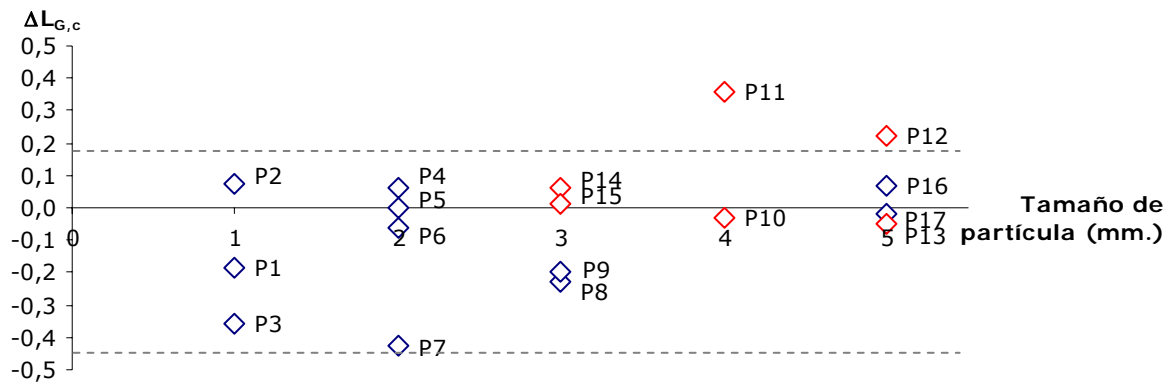 ΔL_G,c
0,5
0,4
0,3
0,2
0,1
0,0
-0,1
-0,2
-0,3
-0,4
-0,5
0
1
2
3
4
5
P2
P1
P3
P4
P5
P6
P7
P14
P15
P9
P8
P11
P10
P12
P16
P17
P13
Tamaño de
partícula (mm.)